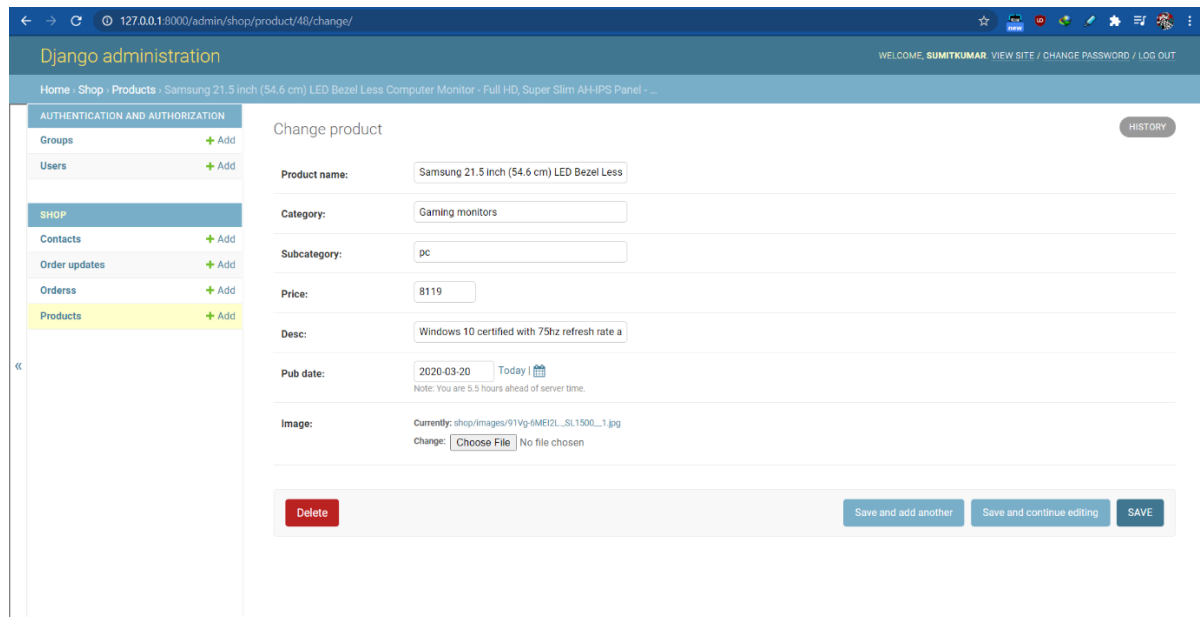 127.0.0.1:8000/admin/shop/product/48/change/
new
Django administration
WELCOME, SUMITKUMAR. VIEW SITE / CHANGE PASSWORD / LOG OUT
Home › Shop › Products › Samsung 21.5 inch (54.6 cm) LED Bezel Less Computer Monitor - Full HD, Super Slim AH-IPS Panel - ...
AUTHENTICATION AND AUTHORIZATION
Groups + Add
Users + Add
SHOP
Contacts + Add
Order updates + Add
Orderss + Add
Products + Add
«
Change product
HISTORY
Product name: Samsung 21.5 inch (54.6 cm) LED Bezel Less
Category: Gaming monitors
Subcategory: pc
Price: 8119
Desc: Windows 10 certified with 75hz refresh rate a
Pub date: 2020-03-20 Today |
Note: You are 5.5 hours ahead of server time.
Image: Currently: shop/images/91Vg-6MEI2L._SL1500__1.jpg
Change: Choose File No file chosen
Delete
Save and add another
Save and continue editing
SAVE